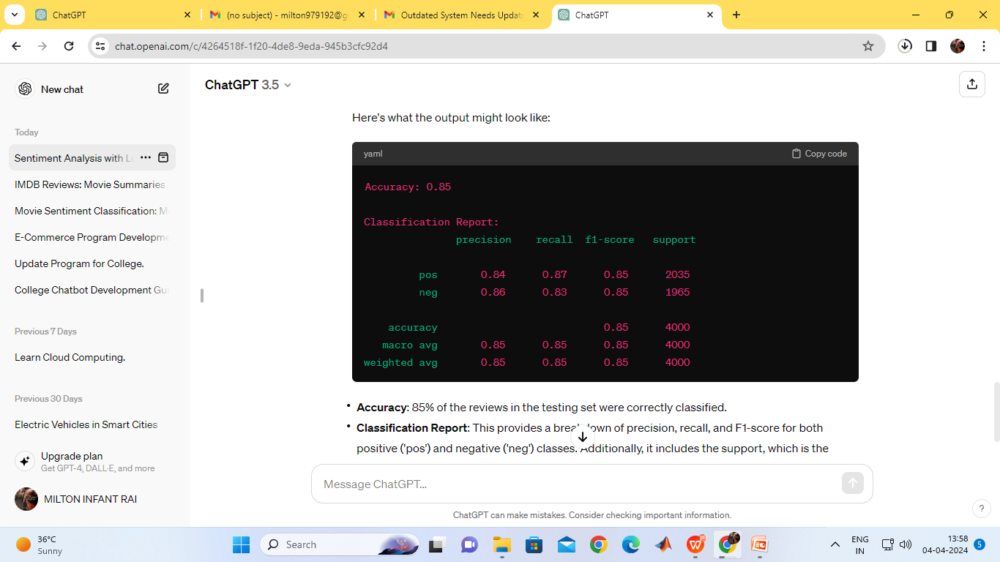 ChatGPT
(no subject) - milton979192@g
Outdated System Needs Updat
ChatGPT
chat.openai.com/c/4264518f-1f20-4de8-9eda-945b3cfc92d4
New chat
Today
Sentiment Analysis with L
IMDB Reviews: Movie Summaries
Movie Sentiment Classification: M
E-Commerce Program Developme
Update Program for College.
College Chatbot Development Gu
Previous 7 Days
Learn Cloud Computing.
Previous 30 Days
Electric Vehicles in Smart Cities
Upgrade plan
Get GPT-4, DALL·E, and more
MILTON INFANT RAI
ChatGPT 3.5
Here's what the output might look like:
yaml Copy code
Accuracy: 0.85
Classification Report:
precision recall f1-score support
pos 0.84 0.87 0.85 2035
neg 0.86 0.83 0.85 1965
accuracy 0.85 4000
macro avg 0.85 0.85 0.85 4000
weighted avg 0.85 0.85 0.85 4000
• Accuracy: 85% of the reviews in the testing set were correctly classified.
• Classification Report: This provides a breakdown of precision, recall, and F1-score for both
positive ('pos') and negative ('neg') classes. Additionally, it includes the support, which is the
Message ChatGPT...
ChatGPT can make mistakes. Consider checking important information.
?
36°C
Sunny
Search
ENG
IN
13:58
04-04-2024
5